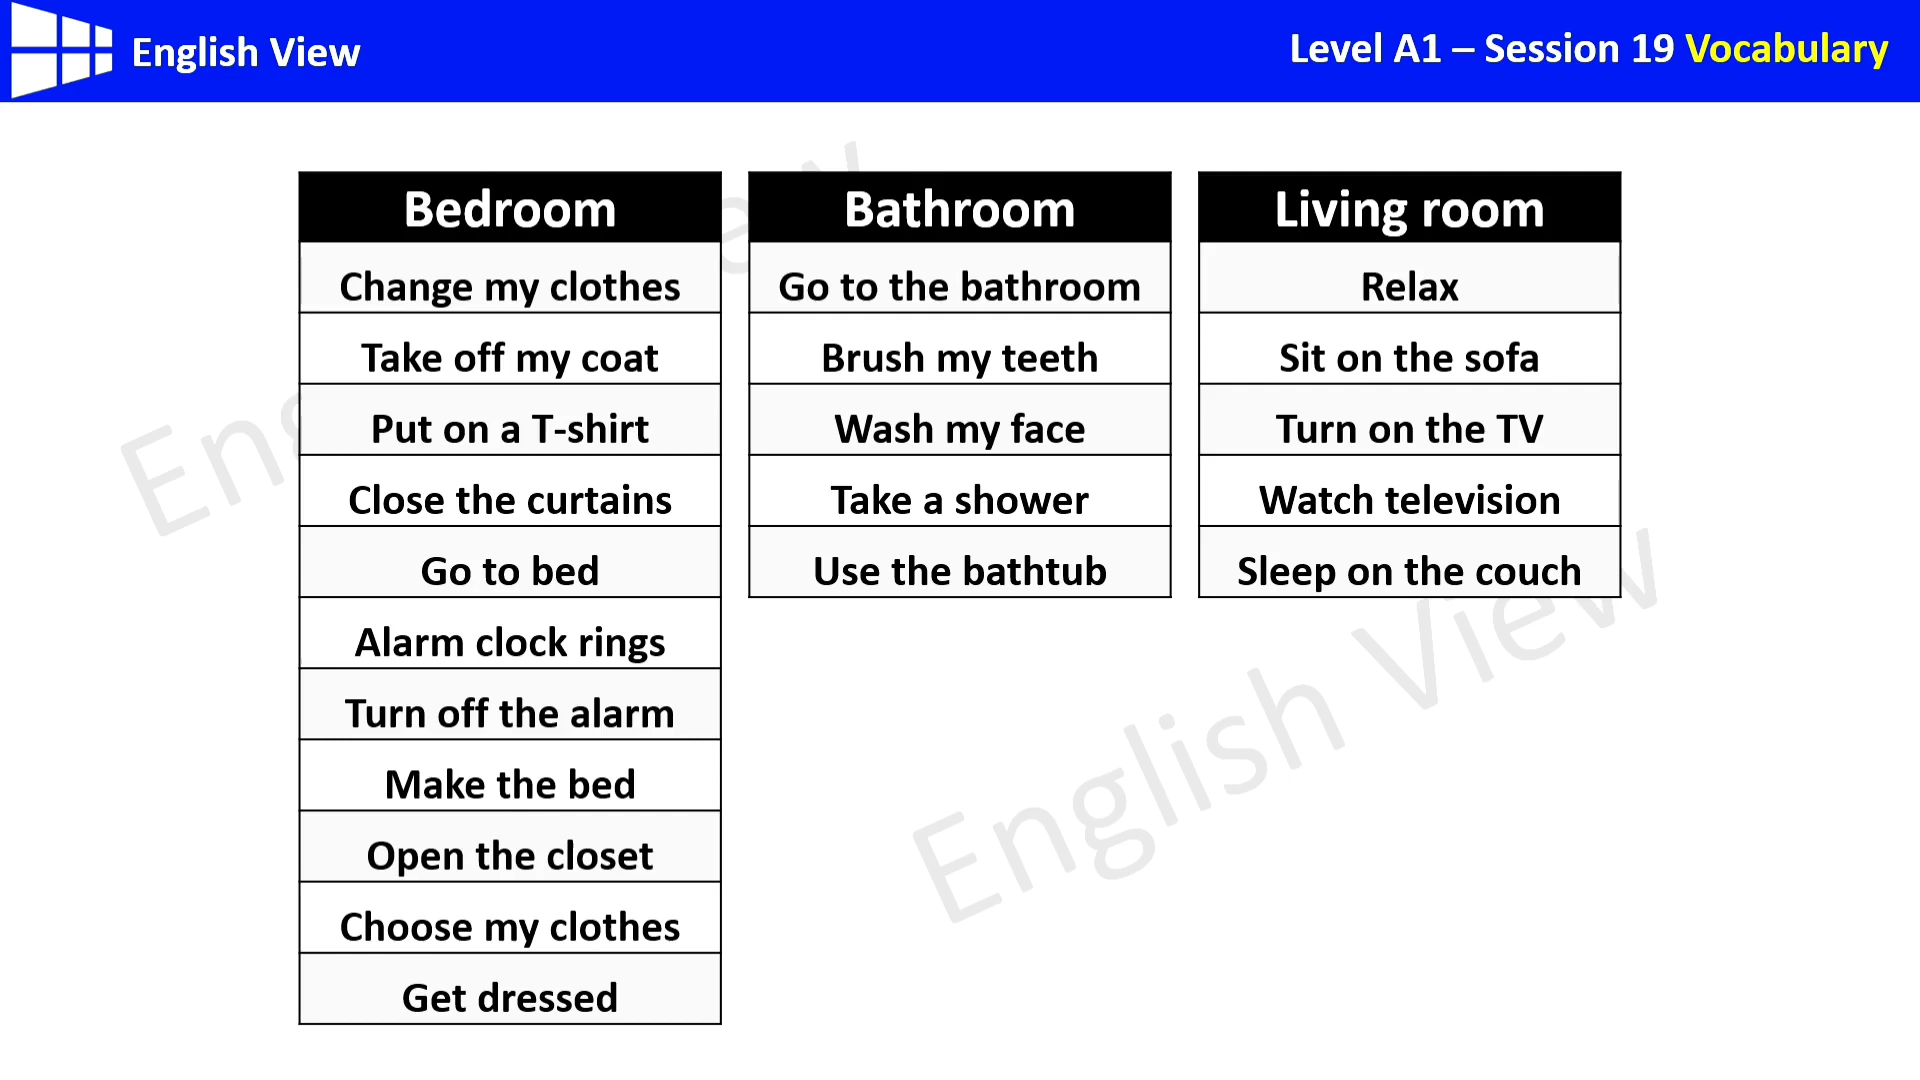 English View
Level A1 – Session 19 Vocabulary
Bedroom
Change my clothes
Take off my coat
Put on a T-shirt
Close the curtains
Go to bed
Alarm clock rings
Turn off the alarm
Make the bed
Open the closet
Choose my clothes
Get dressed
Bathroom
Go to the bathroom
Brush my teeth
Wash my face
Take a shower
Use the bathtub
Living room
Relax
Sit on the sofa
Turn on the TV
Watch television
Sleep on the couch
English View